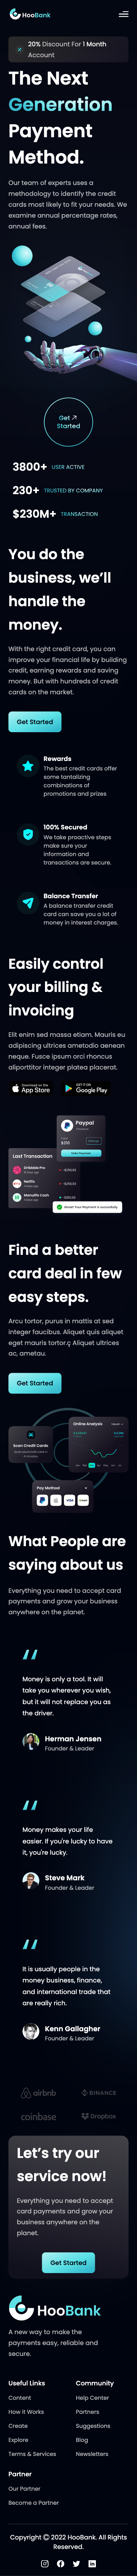 HooBank
20% Discount For 1 Month
Account
The Next
Generation
Payment
Method.
Our team of experts uses a
methodology to identify the credit
cards most likely to fit your needs. We
examine annual percentage rates,
annual fees.
Get
Started
3800+ USER ACTIVE
230+ TRUSTED BY COMPANY
$230M+ TRANSACTION
You do the
business, we’ll
handle the
money.
With the right credit card, you can
improve your financial life by building
credit, earning rewards and saving
money. But with hundreds of credit
cards on the market.
Get Started
Rewards
The best credit cards offer
some tantalizing
combinations of
promotions and prizes
100% Secured
We take proactive steps
make sure your
information and
transactions are secure.
Balance Transfer
A balance transfer credit
card can save you a lot of
money in interest charges.
Easily control
your billing &
invoicing
Elit enim sed massa etiam. Mauris eu
adipiscing ultrices ametodio aenean
neque. Fusce ipsum orci rhoncus
aliporttitor integer platea placerat.
Download on the
App Store
GET IT ON
Google Play
Paypal
Last Transaction
Dribbble Pro
Netflix
Manulife Cash
Find a better
card deal in few
easy steps.
Arcu tortor, purus in mattis at sed
integer faucibus. Aliquet quis aliquet
eget mauris tortor.ç Aliquet ultrices
ac, ametau.
Get Started
Online Analysis
Scan Credit Cards
Pay Method
VISA
What People are
saying about us
Everything you need to accept card
payments and grow your business
anywhere on the planet.
Money is only a tool. It will
take you wherever you wish,
but it will not replace you as
the driver.
Herman Jensen
Founder & Leader
Money makes your life
easier. If you're lucky to have
it, you're lucky.
Steve Mark
Founder & Leader
It is usually people in the
money business, finance,
and international trade that
are really rich.
Kenn Gallagher
Founder & Leader
airbnb
BINANCE
coinbase
Dropbox
Let’s try our
service now!
Everything you need to accept
card payments and grow your
business anywhere on the
planet.
Get Started
HooBank
A new way to make the
payments easy, reliable and
secure.
Useful Links
Content
How it Works
Create
Explore
Terms & Services
Community
Help Center
Partners
Suggestions
Blog
Newsletters
Partner
Our Partner
Become a Partner
Copyright © 2022 HooBank. All Rights
Reserved.